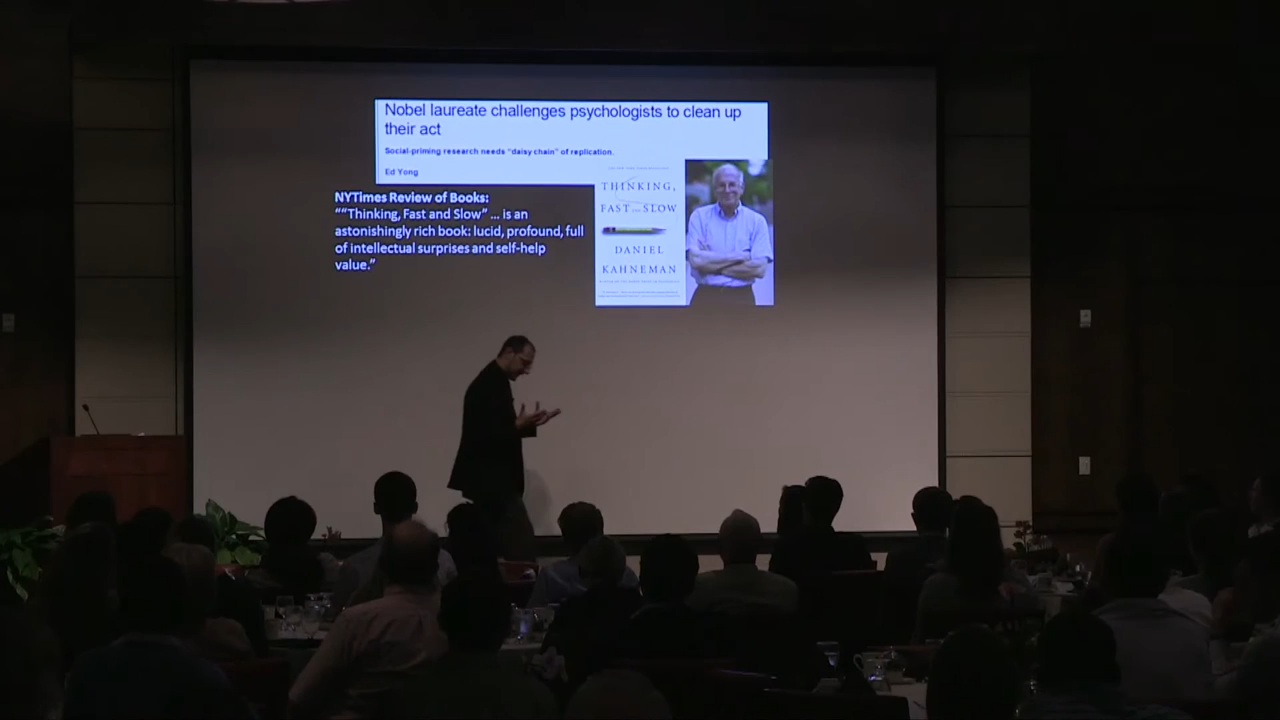 Nobel laureate challenges psychologists to clean up
their act
Social-priming research needs "daisy chain" of replication.
Ed Yong
NYTimes Review of Books:
““Thinking, Fast and Slow” ... is an
astonishingly rich book: lucid, profound, full
of intellectual surprises and self-help
value.”
THINKING,
FAST AND SLOW
DANIEL
KAHNEMAN